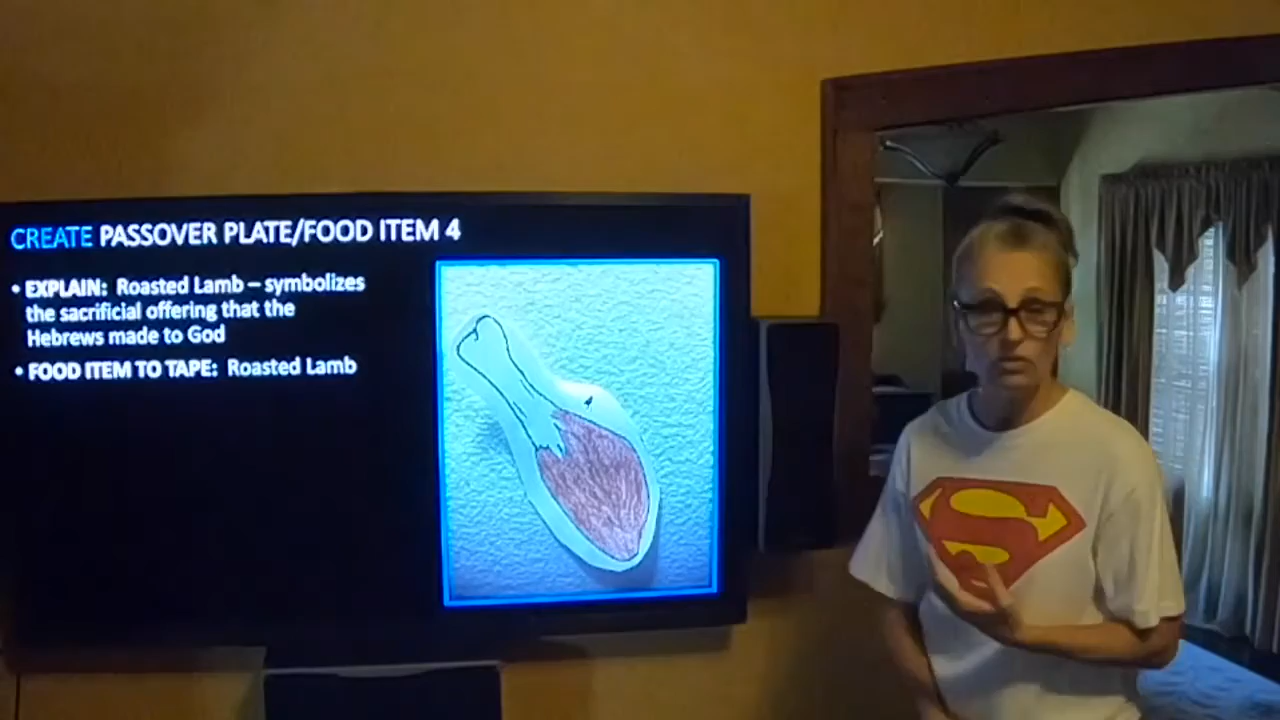 CREATE PASSOVER PLATE/FOOD ITEM 4
• EXPLAIN: Roasted Lamb – symbolizes
the sacrificial offering that the
Hebrews made to God
• FOOD ITEM TO TAPE: Roasted Lamb
S